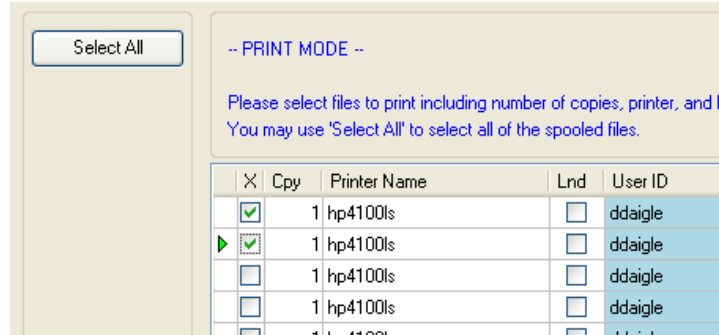 Select All
-- PRINT MODE --
Please select files to print including number of copies, printer, and
You may use 'Select All' to select all of the spooled files.
X Cpy Printer Name Lnd User ID
1 hp4100ls ddaigle
1 hp4100ls ddaigle
1 hp4100ls ddaigle
1 hp4100ls ddaigle